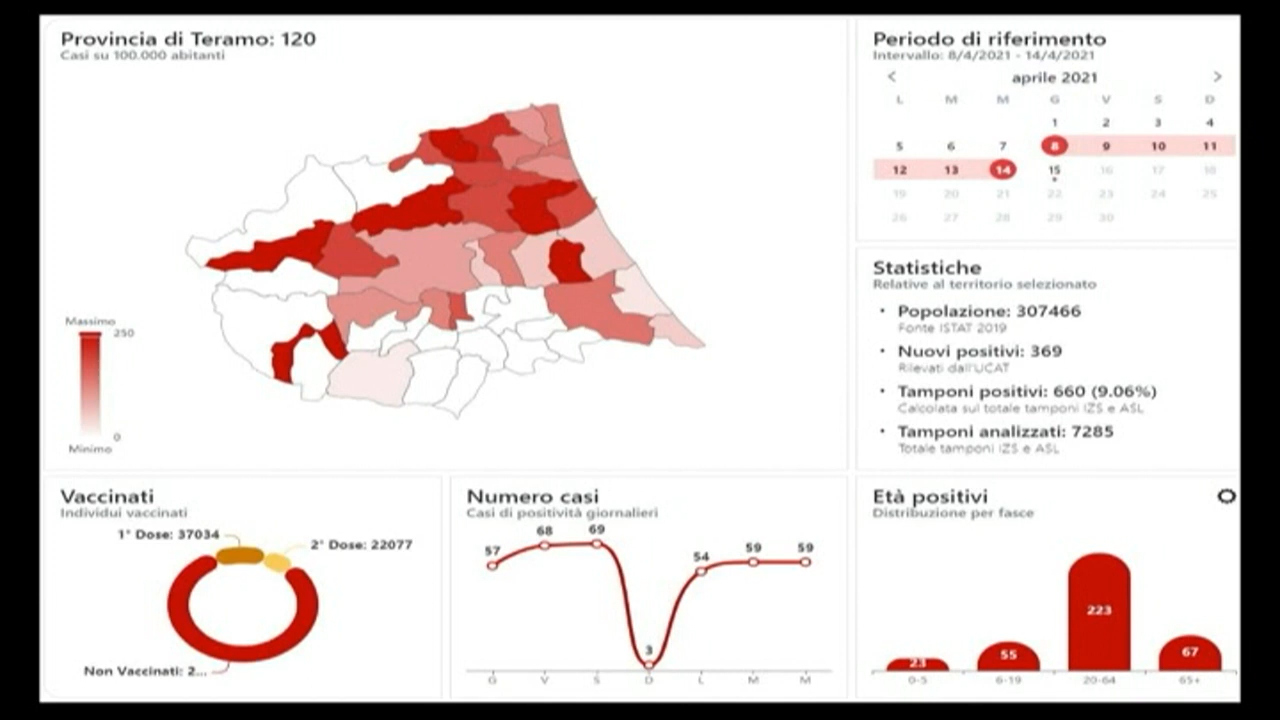 Provincia di Teramo: 120
Casi su 100.000 abitanti
Massimo
250
0
Minimo
Periodo di riferimento
Intervallo: 8/4/2021 - 14/4/2021
< aprile 2021 >
L M M G V S D
1 2 3 4
5 6 7 8 9 10 11
12 13 14 15 16 17 18
19 20 21 22 23 24 25
26 27 28 29 30
Statistiche
Relative al territorio selezionato
• Popolazione: 307466
Fonte ISTAT 2019
• Nuovi positivi: 369
Rilevati dall'UCAT
• Tamponi positivi: 660 (9.06%)
Calcolata sul totale tamponi IZS e ASL
• Tamponi analizzati: 7285
Totale tamponi IZS e ASL
Vaccinati
Individui vaccinati
1° Dose: 37034
2° Dose: 22077
Non Vaccinati: 2...
Numero casi
Casi di positività giornalieri
57 68 69 3 54 59 59
G V S D L M M
Età positivi
Distribuzione per fasce
23 55 223 67
0-5 6-19 20-64 65+